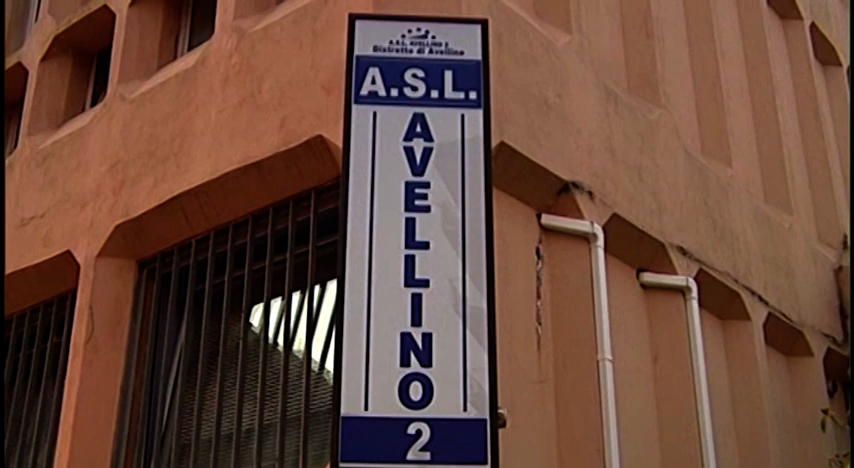 A.S.L. AVELLINO 2
Distretto di Avellino
A.S.L.
AVELLINO
2